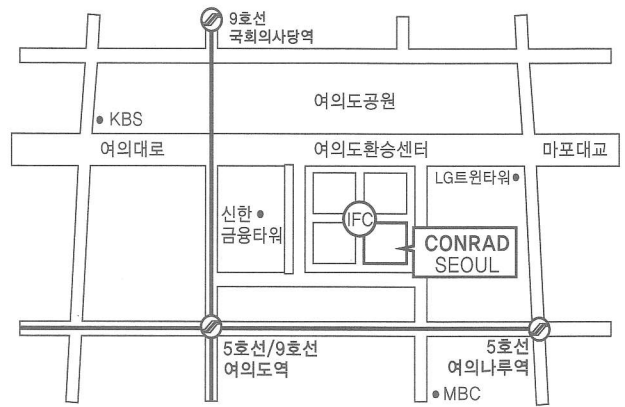 9호선
국회의사당역
여의도공원
KBS
여의대로
여의도환승센터
마포대교
LG트윈타워
신한
금융타워
IFC
CONRAD
SEOUL
5호선/9호선
여의도역
5호선
여의나루역
MBC